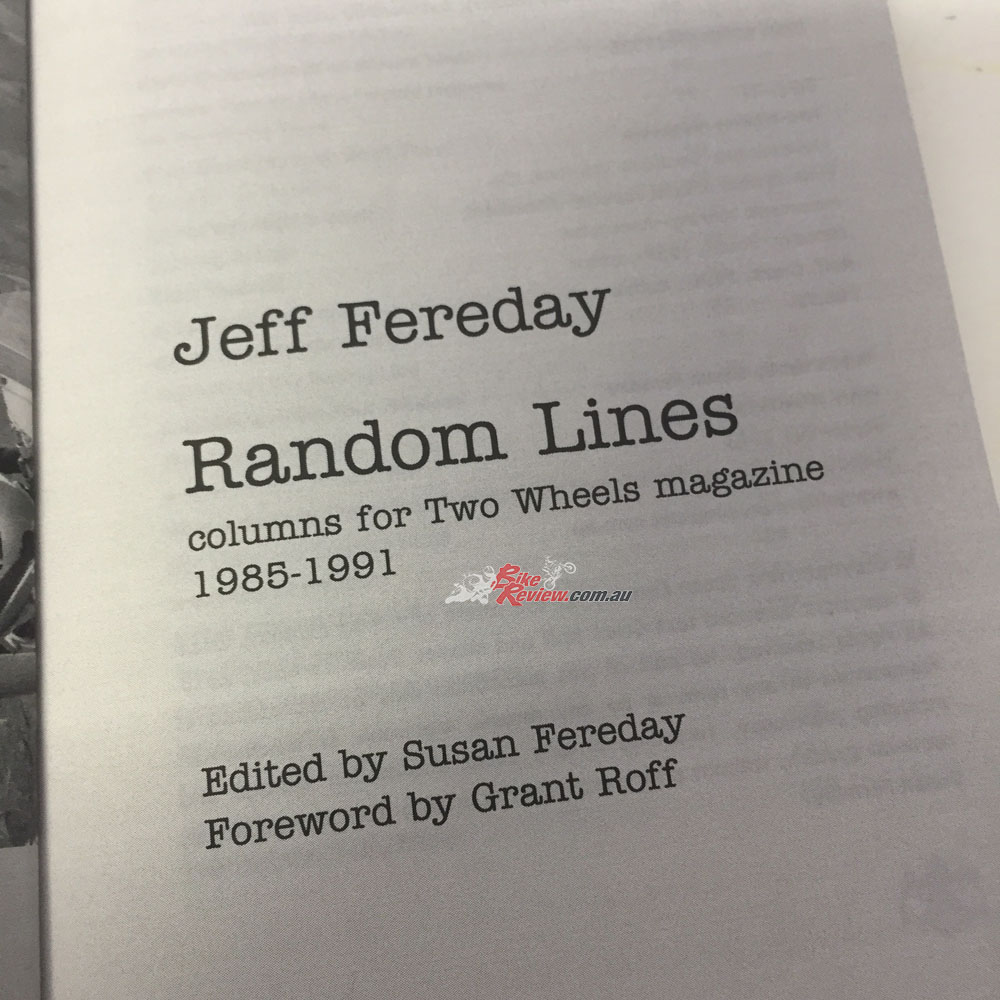 Jeff Fereday
Random Lines
columns for Two Wheels magazine
1985-1991
Bike
Review.com.au
Edited by Susan Fereday
Foreword by Grant Roff